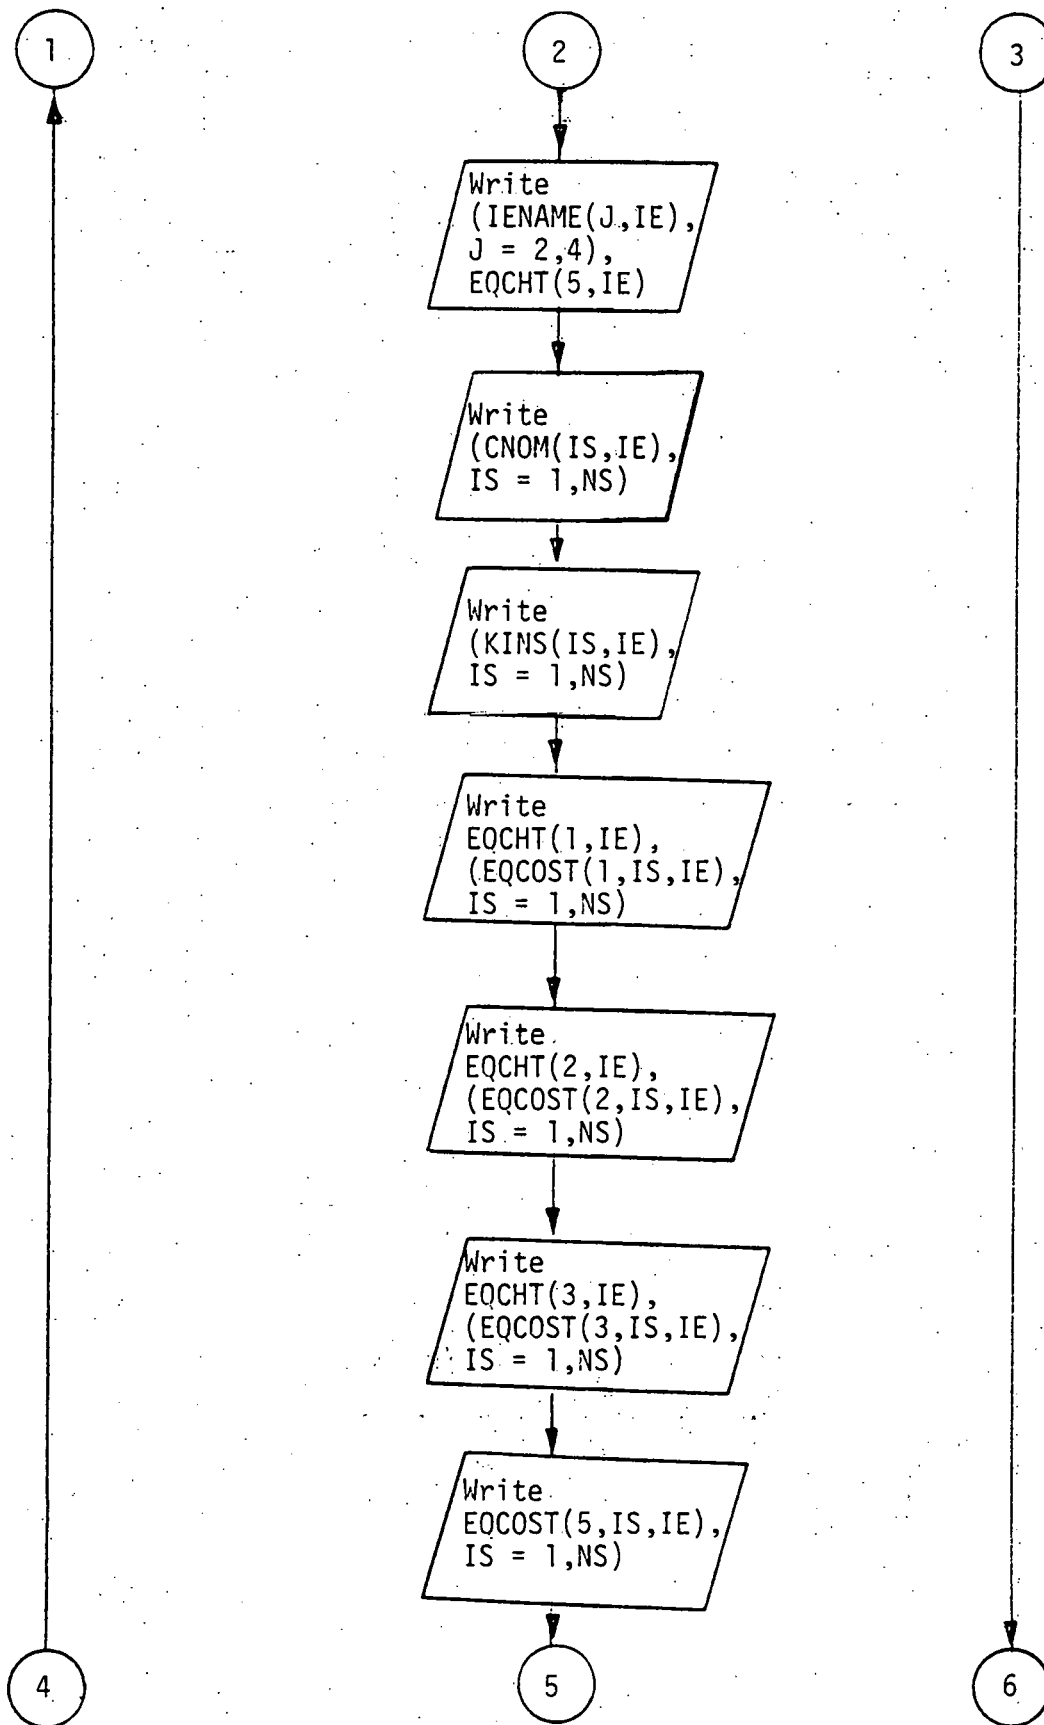 1
2
3
Write
(IENAME(J,IE),
J = 2,4),
EQCHT(5,IE)
Write
(CNOM(IS,IE),
IS = 1,NS)
Write
(KINS(IS,IE),
IS = 1,NS)
Write
EQCHT(1,IE),
(EQCOST(1,IS,IE),
IS = 1,NS)
Write
EQCHT(2,IE),
(EQCOST(2,IS,IE),
IS = 1,NS)
Write
EQCHT(3,IE),
(EQCOST(3,IS,IE),
IS = 1,NS)
Write
EQCOST(5,IS,IE),
IS = 1,NS)
4
5
6